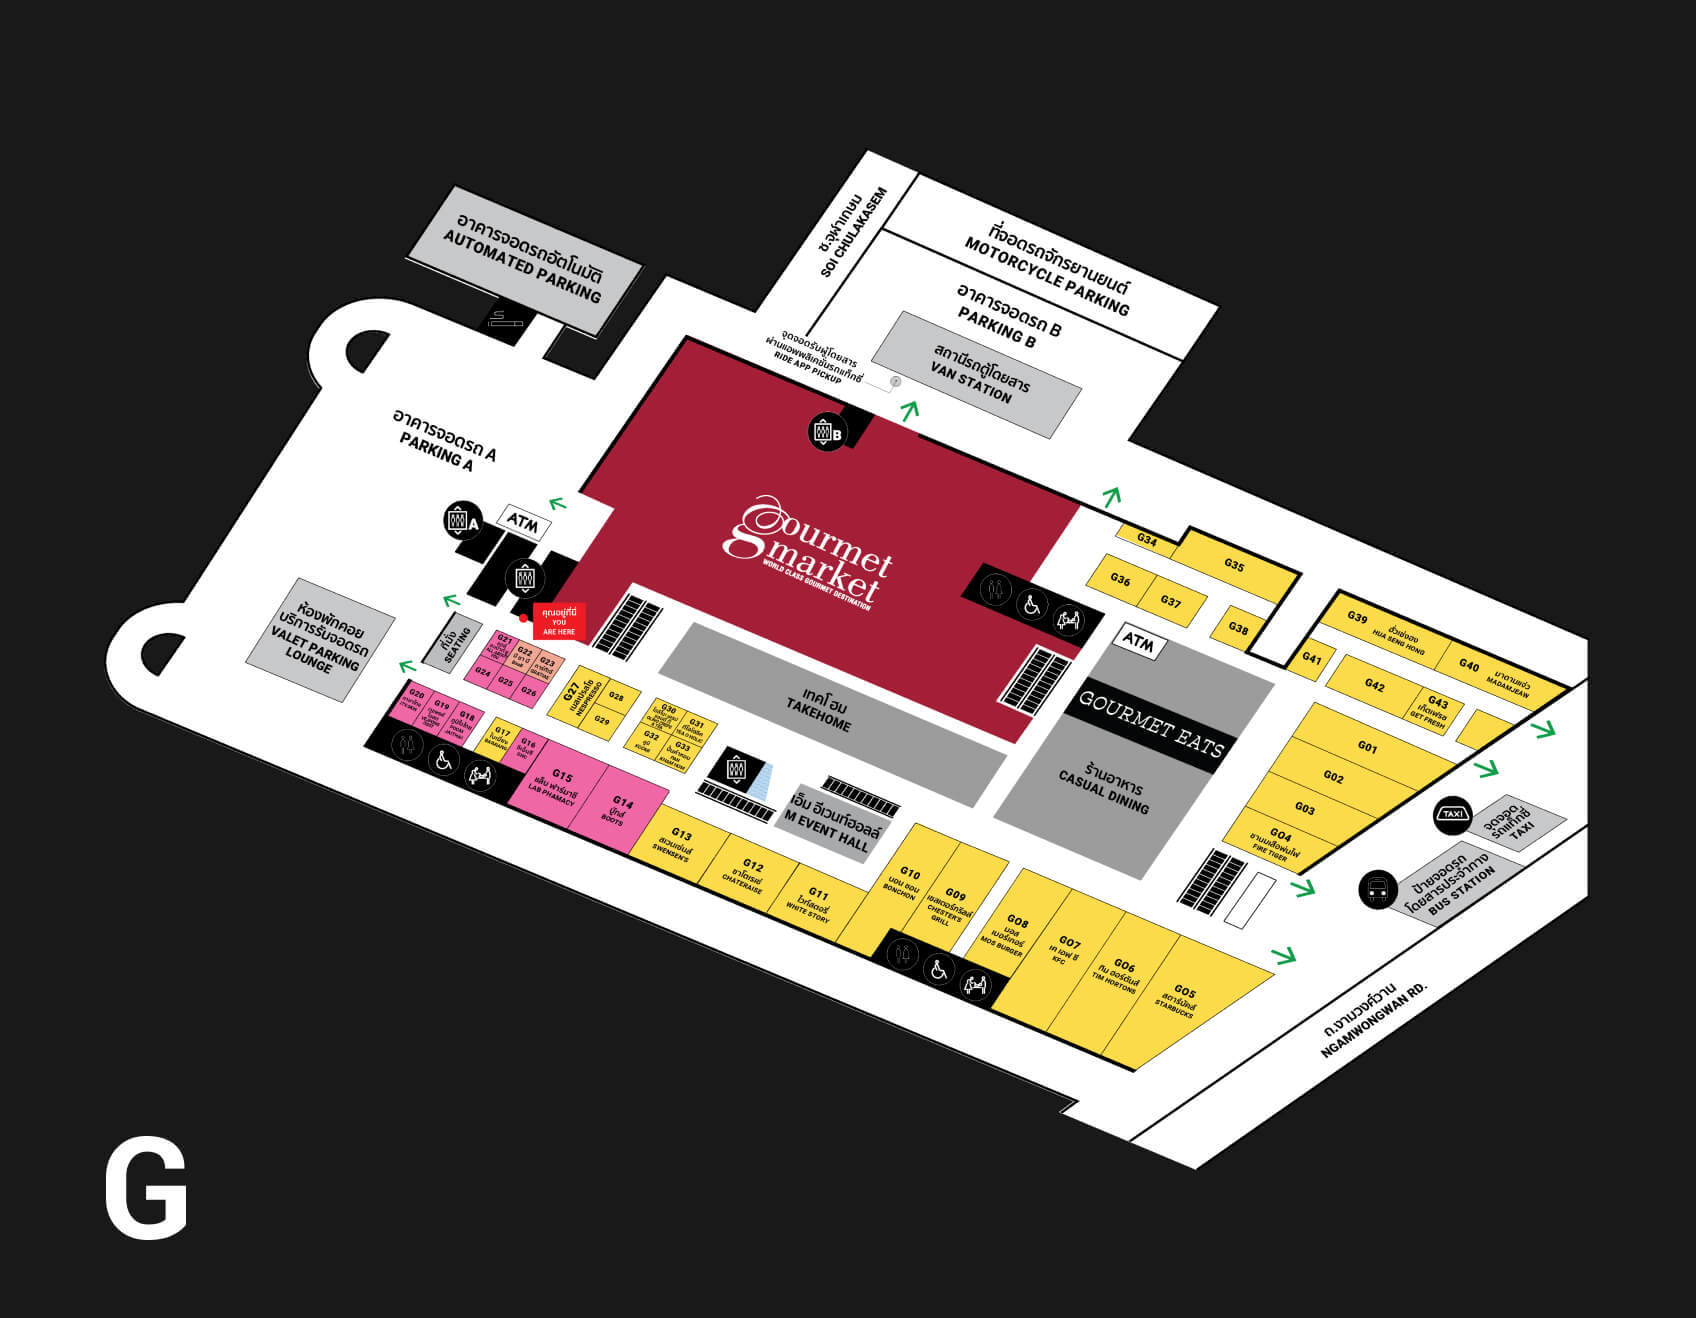 อาคารจอดรถอัตโนมัติ
AUTOMATED PARKING
ซ.จุฬาเกษม
SOI CHULAKASEM
ที่จอดรถจักรยานยนต์
MOTORCYCLE PARKING
อาคารจอดรถ B
PARKING B
สถานีรถตู้โดยสาร
VAN STATION
จุดจอดรับผู้โดยสาร
ผ่านแอพพลิเคชั่นรถแท็กซี่
RIDE APP PICKUP
อาคารจอดรถ A
PARKING A
B
A
ATM
gourmet
market
WORLD CLASS GOURMET DESTINATION
คุณอยู่ที่นี่
YOU
ARE HERE
ห้องพักคอย
บริการรับจอดรถ
VALET PARKING
LOUNGE
ที่นั่ง
SEATING
G21
G22
G23
G24
G25
G26
G20
G19
G18
G17
G16
G15
แล็บ ฟาร์มาซี
LAB PHAMACY
G14
บู๊ทส์
BOOTS
G27
เนสเปรสโซ
NESPRESSO
G28
G29
G30
G31
G32
G33
เทคโฮม
TAKEHOME
เอ็ม อีเวนท์ฮอลล์
M EVENT HALL
G13
สเวนเซ่นส์
SWENSEN'S
G12
ชาโตเรเซ่
CHATERAISE
G11
ไวท์สตอรี่
WHITE STORY
G10
บอน ชอน
BONCHON
G09
เชสเตอร์กริลล์
CHESTER'S
GRILL
G08
มอส
เบอร์เกอร์
MOS BURGER
G07
เค เอฟ ซี
KFC
G06
ทิม ฮอร์ตันส์
TIM HORTONS
G05
สตาร์บัคส์
STARBUCKS
ATM
GOURMET EATS
ร้านอาหาร
CASUAL DINING
G34
G35
G36
G37
G38
G39
ฮั่วเซ่งฮง
HUA SENG HONG
G40
มาดามแจ๋ว
MADAMJEAW
G41
G42
G43
เก็ตเฟรช
GET FRESH
G01
G02
G03
G04
ชานมเสือพ่นไฟ
FIRE TIGER
TAXI
จุดจอด
รถแท็กซี่
TAXI
ป้ายจอดรถ
โดยสารประจำทาง
BUS STATION
ถ.งามวงศ์วาน
NGAMWONGWAN RD.
G